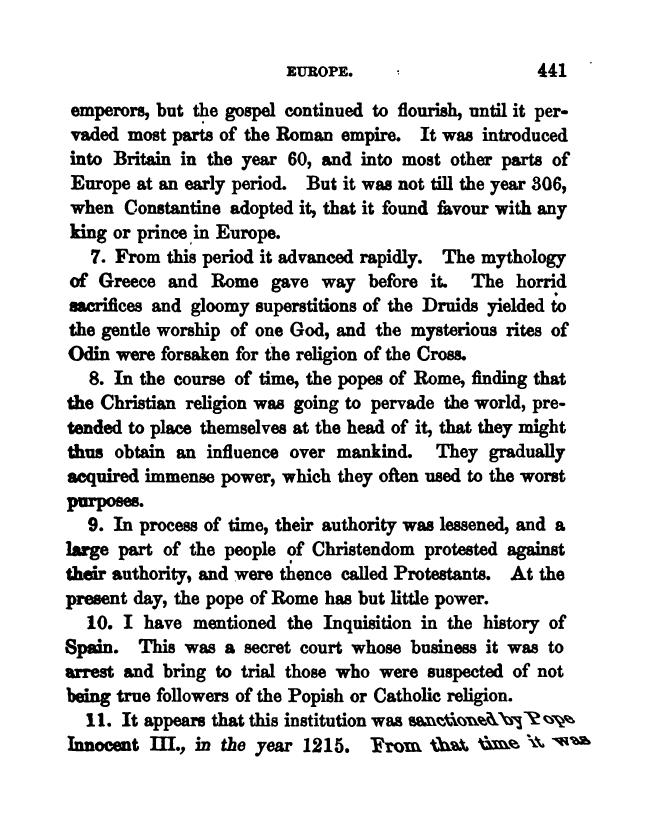 EUROPE. 441
emperors, but the gospel continued to flourish, until it per-
vaded most parts of the Roman empire. It was introduced
into Britain in the year 60, and into most other parts of
Europe at an early period. But it was not till the year 306,
when Constantine adopted it, that it found favour with any
king or prince in Europe.
7. From this period it advanced rapidly. The mythology
of Greece and Rome gave way before it. The horrid
sacrifices and gloomy superstitions of the Druids yielded to
the gentle worship of one God, and the mysterious rites of
Odin were forsaken for the religion of the Cross.
8. In the course of time, the popes of Rome, finding that
the Christian religion was going to pervade the world, pre-
tended to place themselves at the head of it, that they might
thus obtain an influence over mankind. They gradually
acquired immense power, which they often used to the worst
purposes.
9. In process of time, their authority was lessened, and a
large part of the people of Christendom protested against
their authority, and were thence called Protestants. At the
present day, the pope of Rome has but little power.
10. I have mentioned the Inquisition in the history of
Spain. This was a secret court whose business it was to
arrest and bring to trial those who were suspected of not
being true followers of the Popish or Catholic religion.
11. It appears that this institution was sanctioned by Pope
Innocent III., in the year 1215. From that time it was